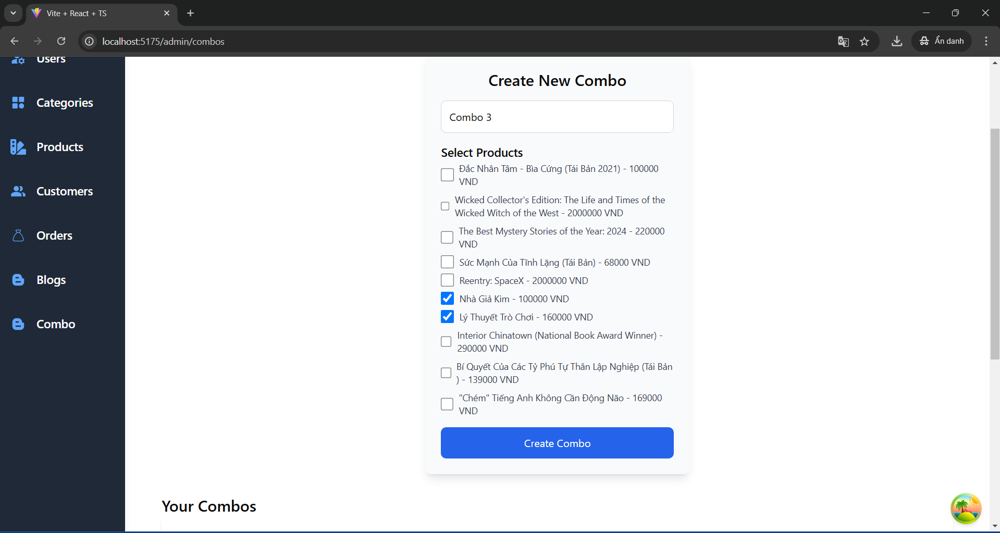 Vite + React + TS
localhost:5175/admin/combos
Ẩn danh
Users
Categories
Products
Customers
Orders
Blogs
Combo
Create New Combo
Combo 3
Select Products
Đắc Nhân Tâm - Bìa Cứng (Tái Bản 2021) - 100000
VND
Wicked Collector's Edition: The Life and Times of the
Wicked Witch of the West - 2000000 VND
The Best Mystery Stories of the Year: 2024 - 220000
VND
Sức Mạnh Của Tĩnh Lặng (Tái Bản) - 68000 VND
Reentry: SpaceX - 2000000 VND
Nhà Giả Kim - 100000 VND
Lý Thuyết Trò Chơi - 160000 VND
Interior Chinatown (National Book Award Winner) -
290000 VND
Bí Quyết Của Các Tỷ Phú Tự Thân Lập Nghiệp (Tái Bản
) - 139000 VND
"Chém" Tiếng Anh Không Cần Động Não - 169000
VND
Create Combo
Your Combos